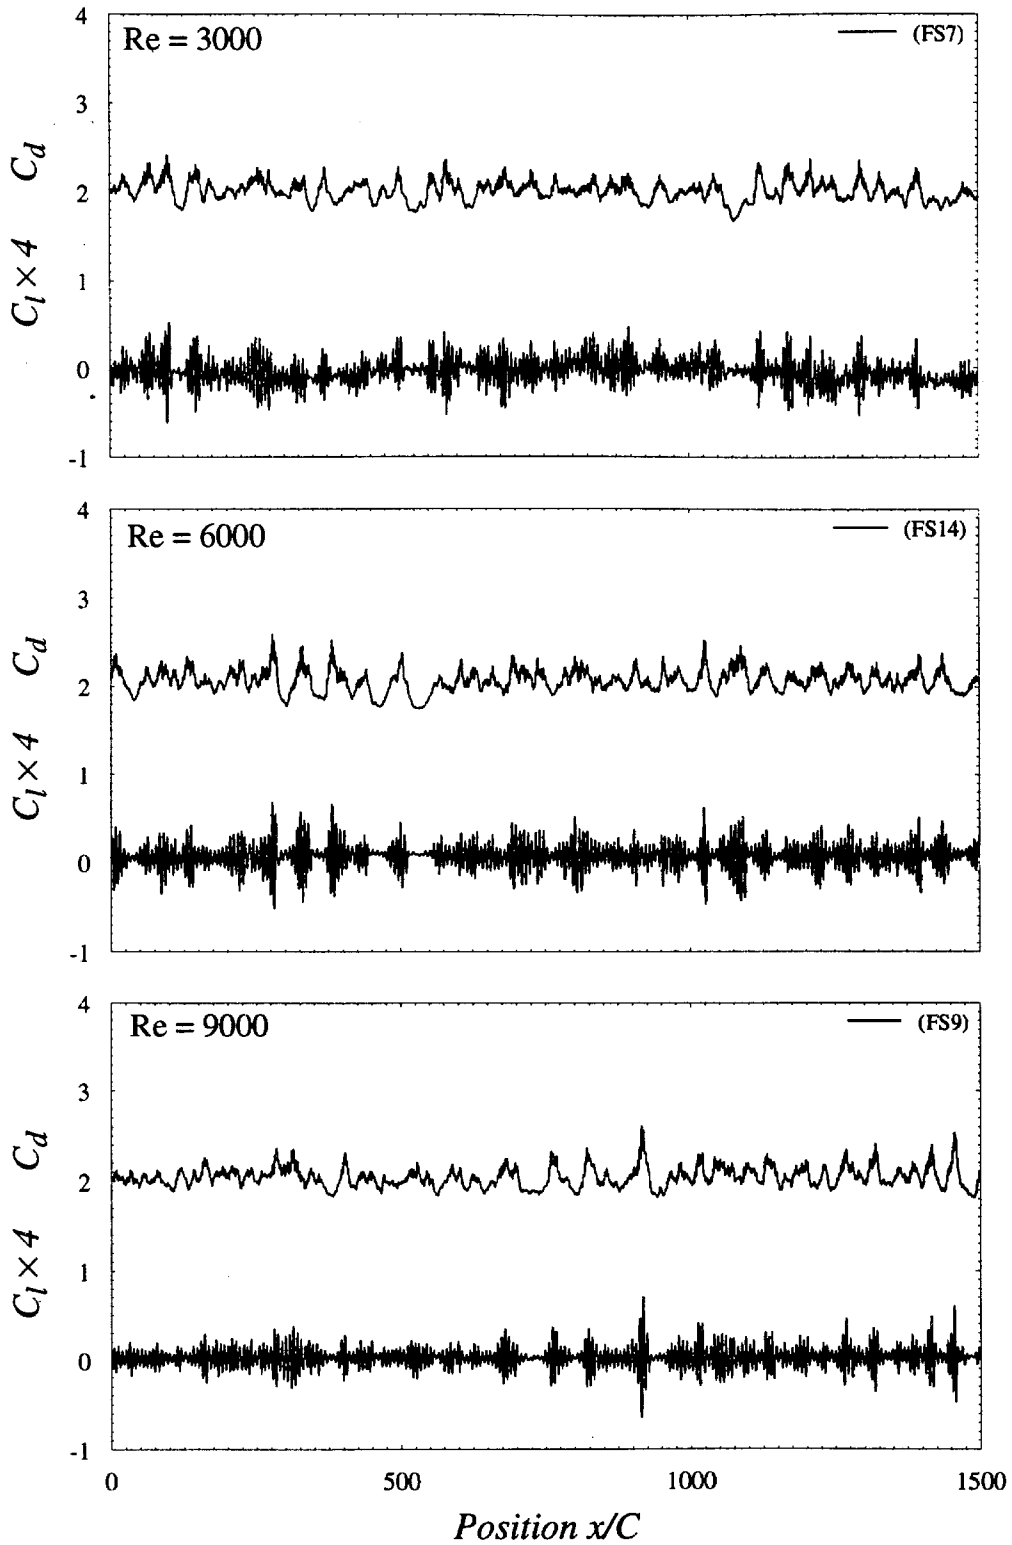 4
Re = 3000
(FS7)
3
C_d
2
C_l × 4
1
0
-1
4
Re = 6000
(FS14)
3
C_d
2
C_l × 4
1
0
-1
4
Re = 9000
(FS9)
3
C_d
2
C_l × 4
1
0
-1
0 500 1000 1500
Position x/C